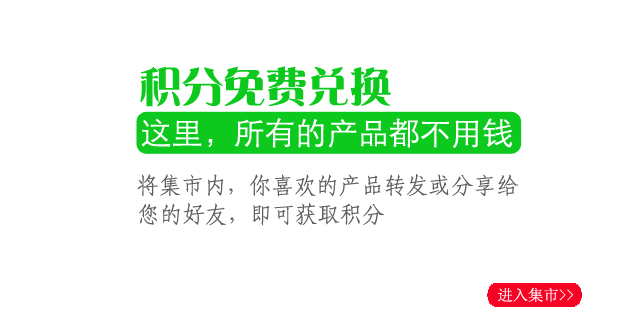 积分免费兑换
这里，所有的产品都不用钱
将集市内，你喜欢的产品转发或分享给
您的好友，即可获取积分
进入集市>>